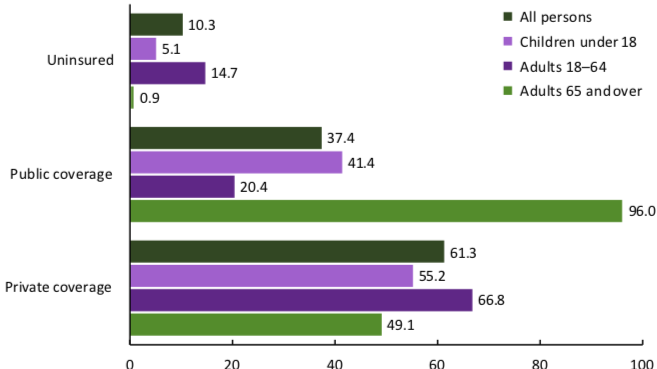 All persons
Children under 18
Adults 18–64
Adults 65 and over
Uninsured
10.3
5.1
14.7
0.9
Public coverage
37.4
41.4
20.4
96.0
Private coverage
61.3
55.2
66.8
49.1
0 20 40 60 80 100